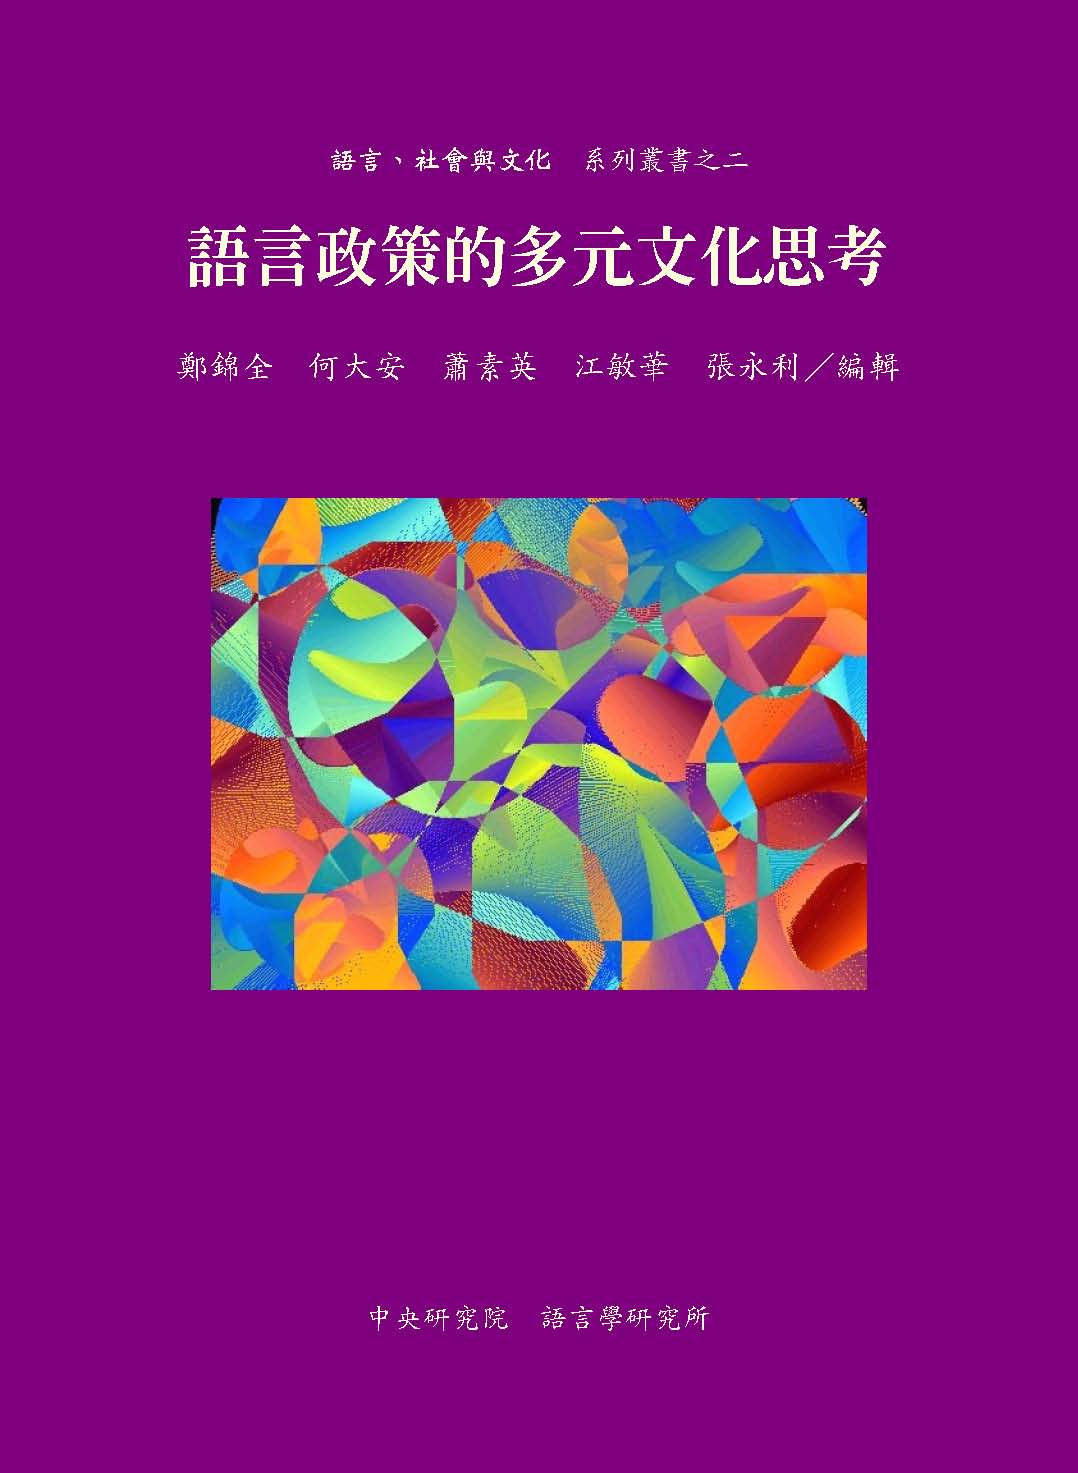 語言、社會與文化　系列叢書之二
語言政策的多元文化思考
鄭錦全　何大安　蕭素英　江敏華　張永利／編輯
中央研究院　語言學研究所